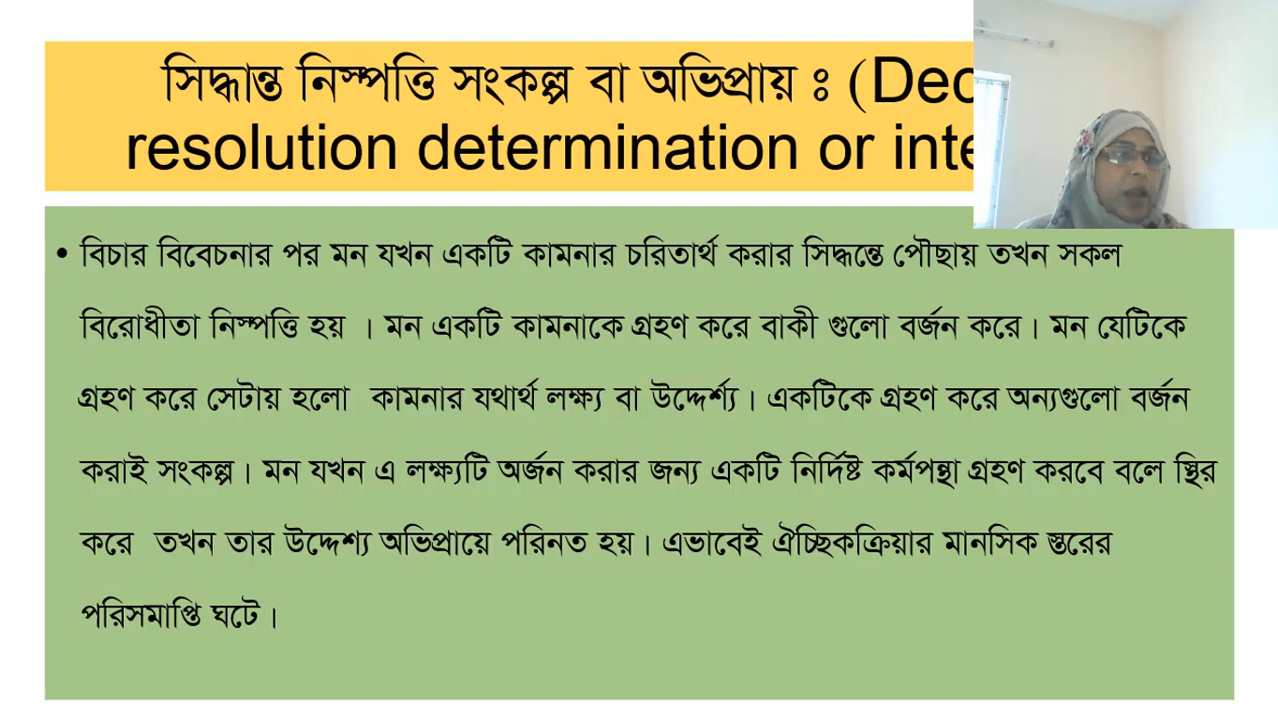 সিদ্ধান্ত নিস্পত্তি সংকল্প বা অভিপ্রায় ঃ (Dec
resolution determination or inte
• বিচার বিবেচনার পর মন যখন একটি কামনার চরিতার্থ করার সিদ্ধন্তে পৌছায় তখন সকল
বিরোধীতা নিস্পত্তি হয় । মন একটি কামনাকে গ্রহণ করে বাকী গুলো বর্জন করে। মন যেটিকে
গ্রহণ করে সেটায় হলো কামনার যথার্থ লক্ষ্য বা উদ্দের্শ্য। একটিকে গ্রহণ করে অন্যগুলো বর্জন
করাই সংকল্প। মন যখন এ লক্ষ্যটি অর্জন করার জন্য একটি নির্দিষ্ট কর্মপন্থা গ্রহণ করবে বলে স্থির
করে তখন তার উদ্দেশ্য অভিপ্রায়ে পরিনত হয়। এভাবেই ঐচ্ছিকক্রিয়ার মানসিক স্তরের
পরিসমাপ্তি ঘটে।